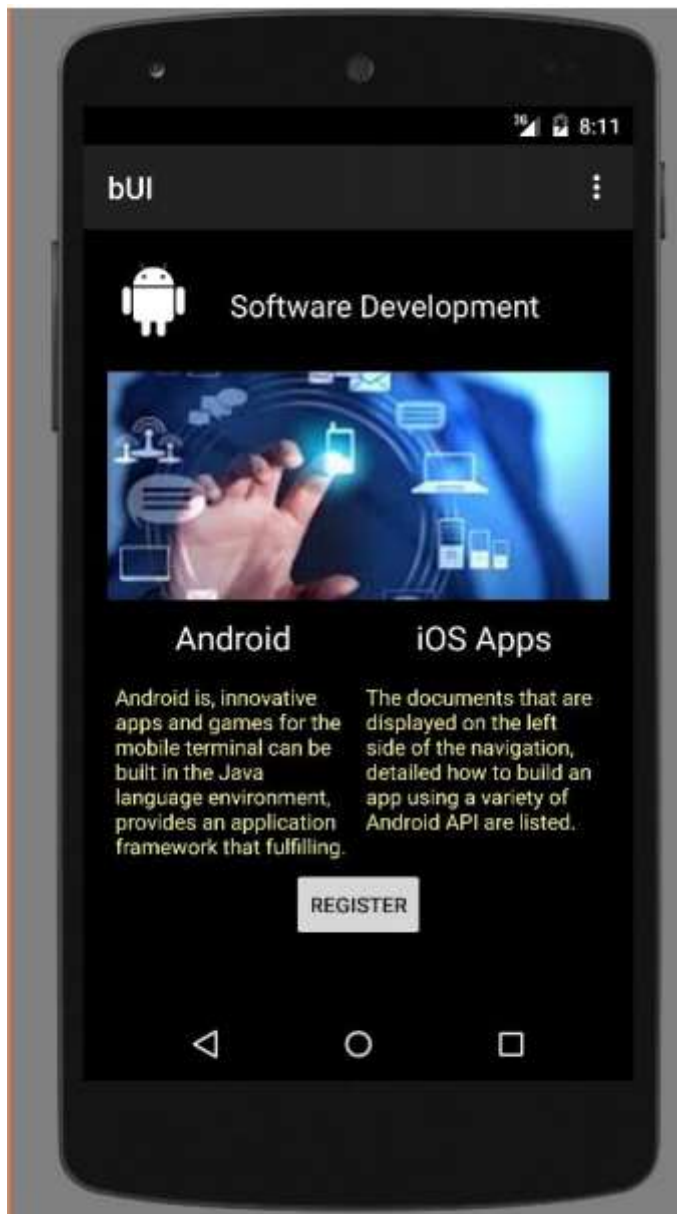 3G 8:11
bUI
Software Development
Android
iOS Apps
Android is, innovative
apps and games for the
mobile terminal can be
built in the Java
language environment,
provides an application
framework that fulfilling.
The documents that are
displayed on the left
side of the navigation,
detailed how to build an
app using a variety of
Android API are listed.
REGISTER